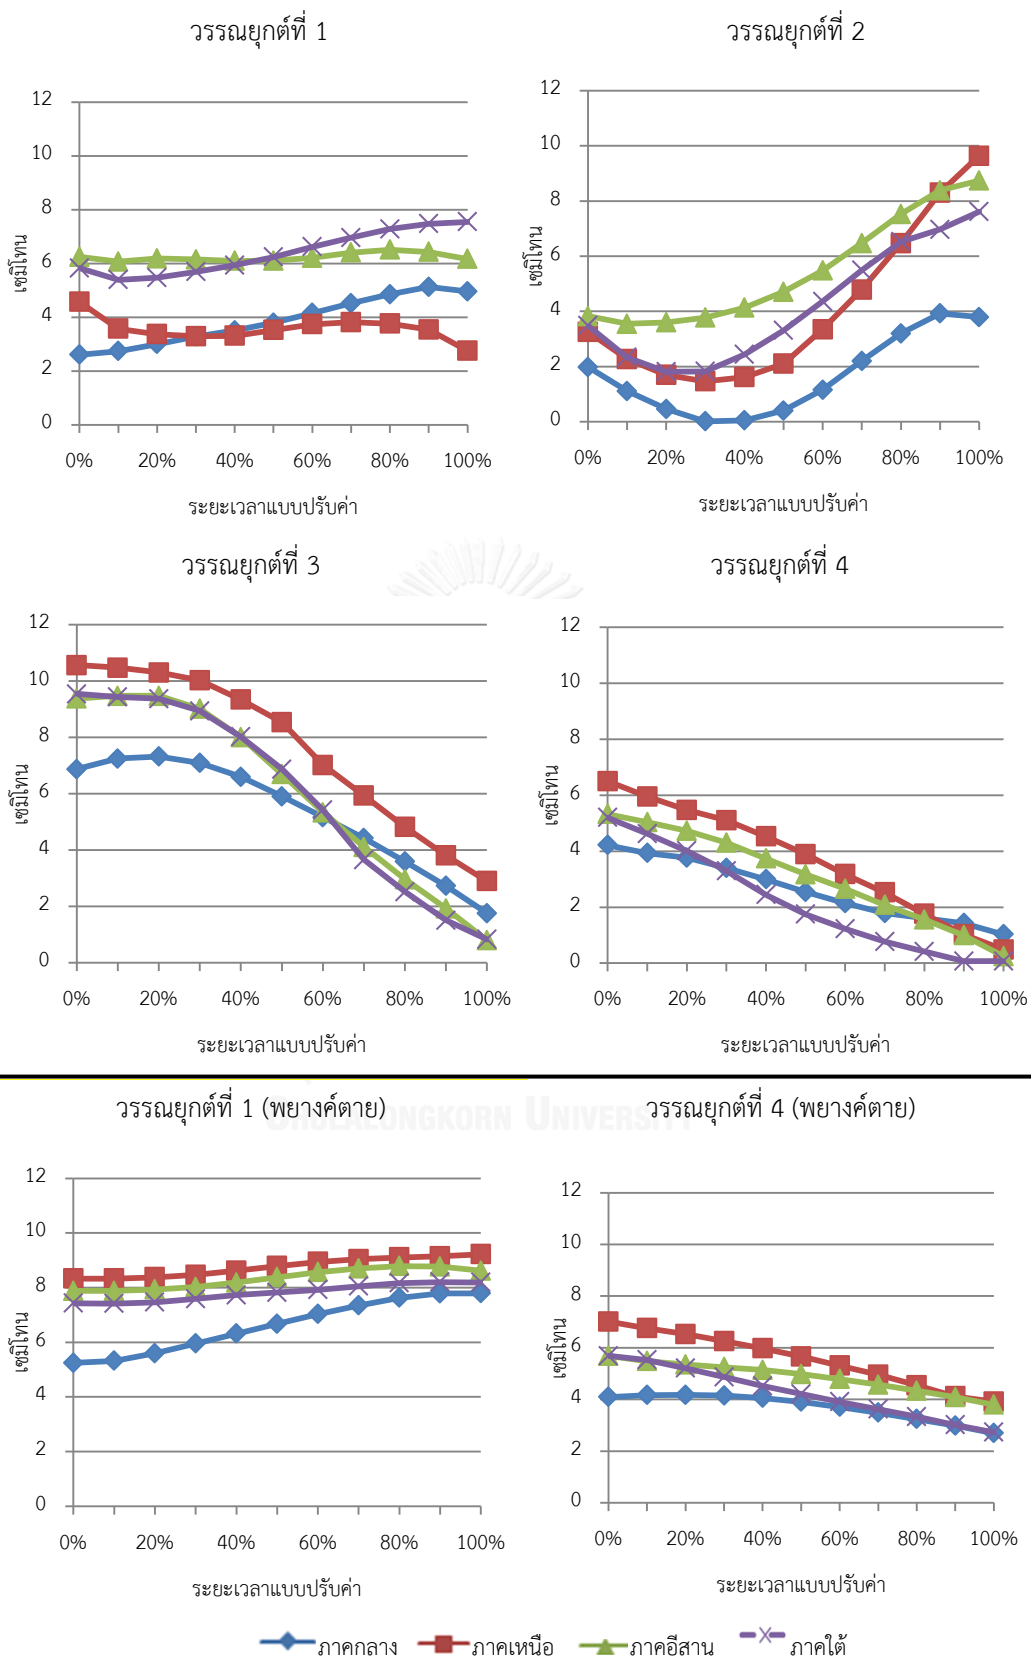 วรรณยุกต์ที่ 1
12
10
8
6
4
2
0
เซมิโทน
0% 20% 40% 60% 80% 100%
ระยะเวลาแบบปรับค่า
วรรณยุกต์ที่ 2
12
10
8
6
4
2
0
เซมิโทน
0% 20% 40% 60% 80% 100%
ระยะเวลาแบบปรับค่า
วรรณยุกต์ที่ 3
12
10
8
6
4
2
0
เซมิโทน
0% 20% 40% 60% 80% 100%
ระยะเวลาแบบปรับค่า
วรรณยุกต์ที่ 4
12
10
8
6
4
2
0
เซมิโทน
0% 20% 40% 60% 80% 100%
ระยะเวลาแบบปรับค่า
CHULALONGKORN UNIVERSITY
วรรณยุกต์ที่ 1 (พยางค์ตาย)
12
10
8
6
4
2
0
เซมิโทน
0% 20% 40% 60% 80% 100%
ระยะเวลาแบบปรับค่า
วรรณยุกต์ที่ 4 (พยางค์ตาย)
12
10
8
6
4
2
0
เซมิโทน
0% 20% 40% 60% 80% 100%
ระยะเวลาแบบปรับค่า
ภาคกลาง ภาคเหนือ ภาคอีสาน ภาคใต้